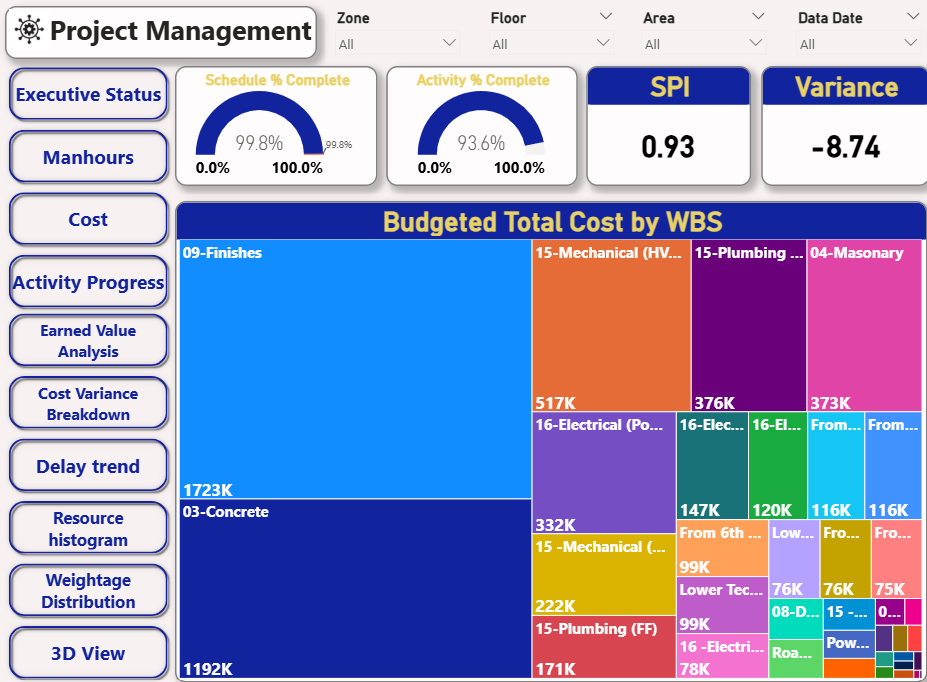 Project Management
Zone
All
Floor
All
Area
All
Data Date
All
Executive Status
Manhours
Cost
Activity Progress
Earned Value
Analysis
Cost Variance
Breakdown
Delay trend
Resource
histogram
Weightage
Distribution
3D View
Schedule % Complete
99.8%
99.8%
0.0%
100.0%
Activity % Complete
93.6%
0.0%
100.0%
SPI
0.93
Variance
-8.74
Budgeted Total Cost by WBS
09-Finishes
1723K
03-Concrete
1192K
15-Mechanical (HV...
517K
15-Plumbing ...
376K
04-Masonary
373K
16-Electrical (Po...
332K
15 -Mechanical (...
222K
15-Plumbing (FF)
171K
16-Elec...
147K
16-El...
120K
From...
116K
From...
116K
From 6th ...
99K
Lower Tec...
99K
16 -Electri...
78K
Low...
76K
Fro...
76K
Fro...
75K
08-D...
Roa...
15 -...
Pow...
0...